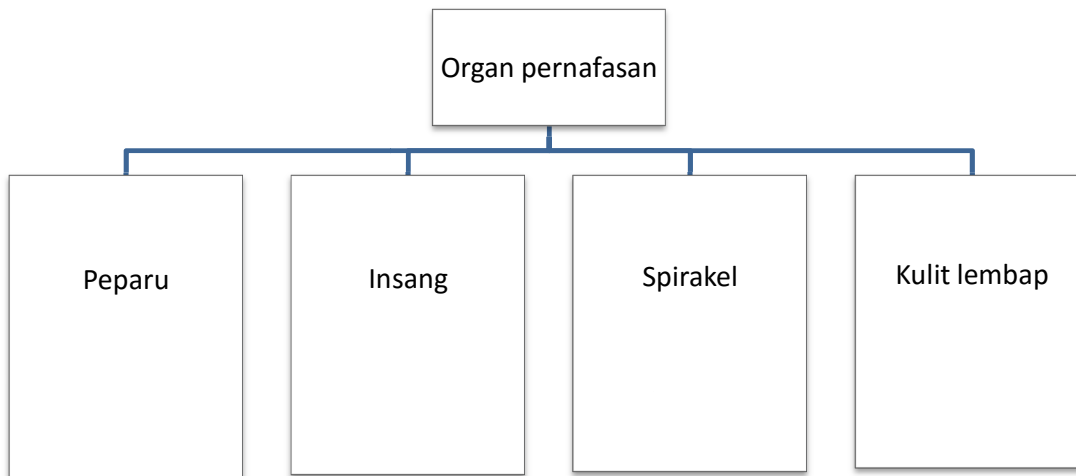 Organ pernafasan
Peparu
Insang
Spirakel
Kulit lembap